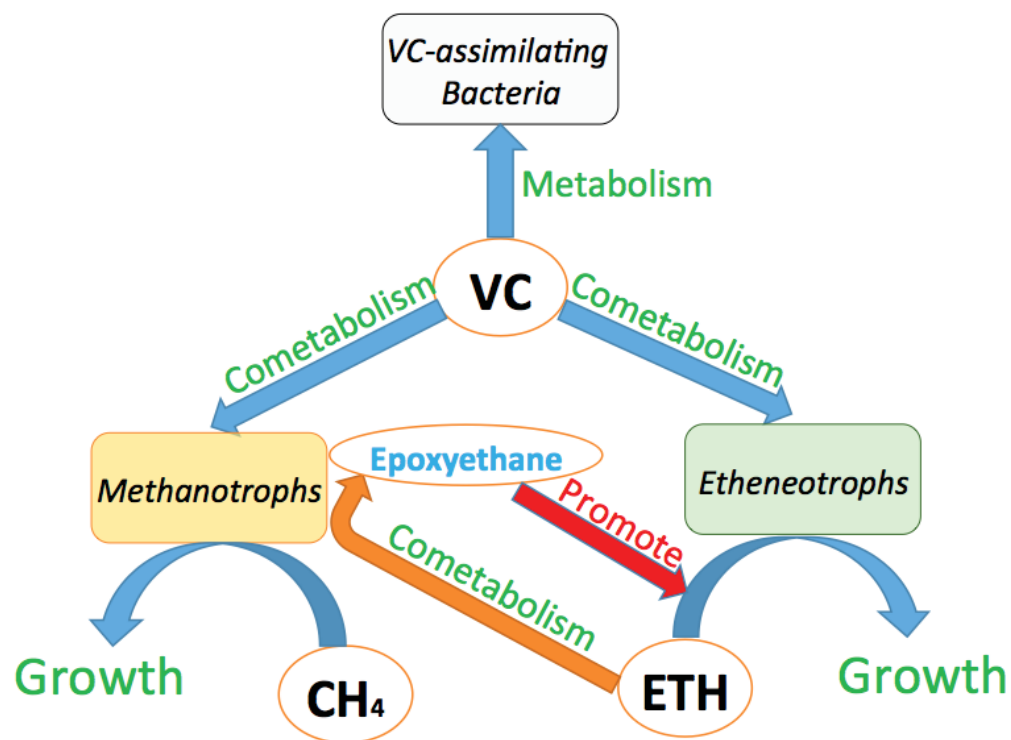 VC-assimilating
Bacteria
Metabolism
VC
Cometabolism
Cometabolism
Methanotrophs
Epoxyethane
Etheneotrophs
Promote
Cometabolism
Growth
CH₄
ETH
Growth